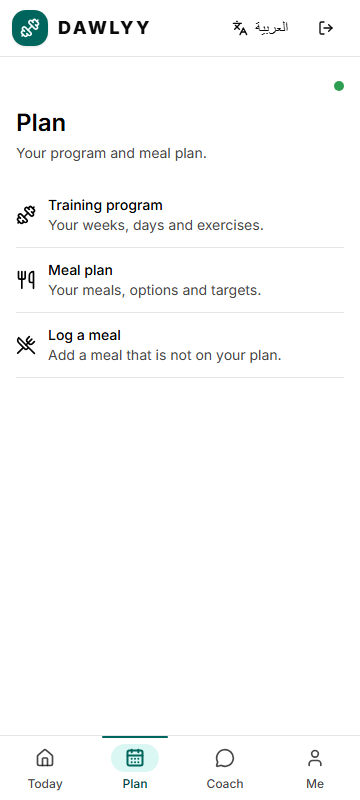 DAWLYY
العربية
Plan
Your program and meal plan.
Training program
Your weeks, days and exercises.
Meal plan
Your meals, options and targets.
Log a meal
Add a meal that is not on your plan.
Today
Plan
Coach
Me